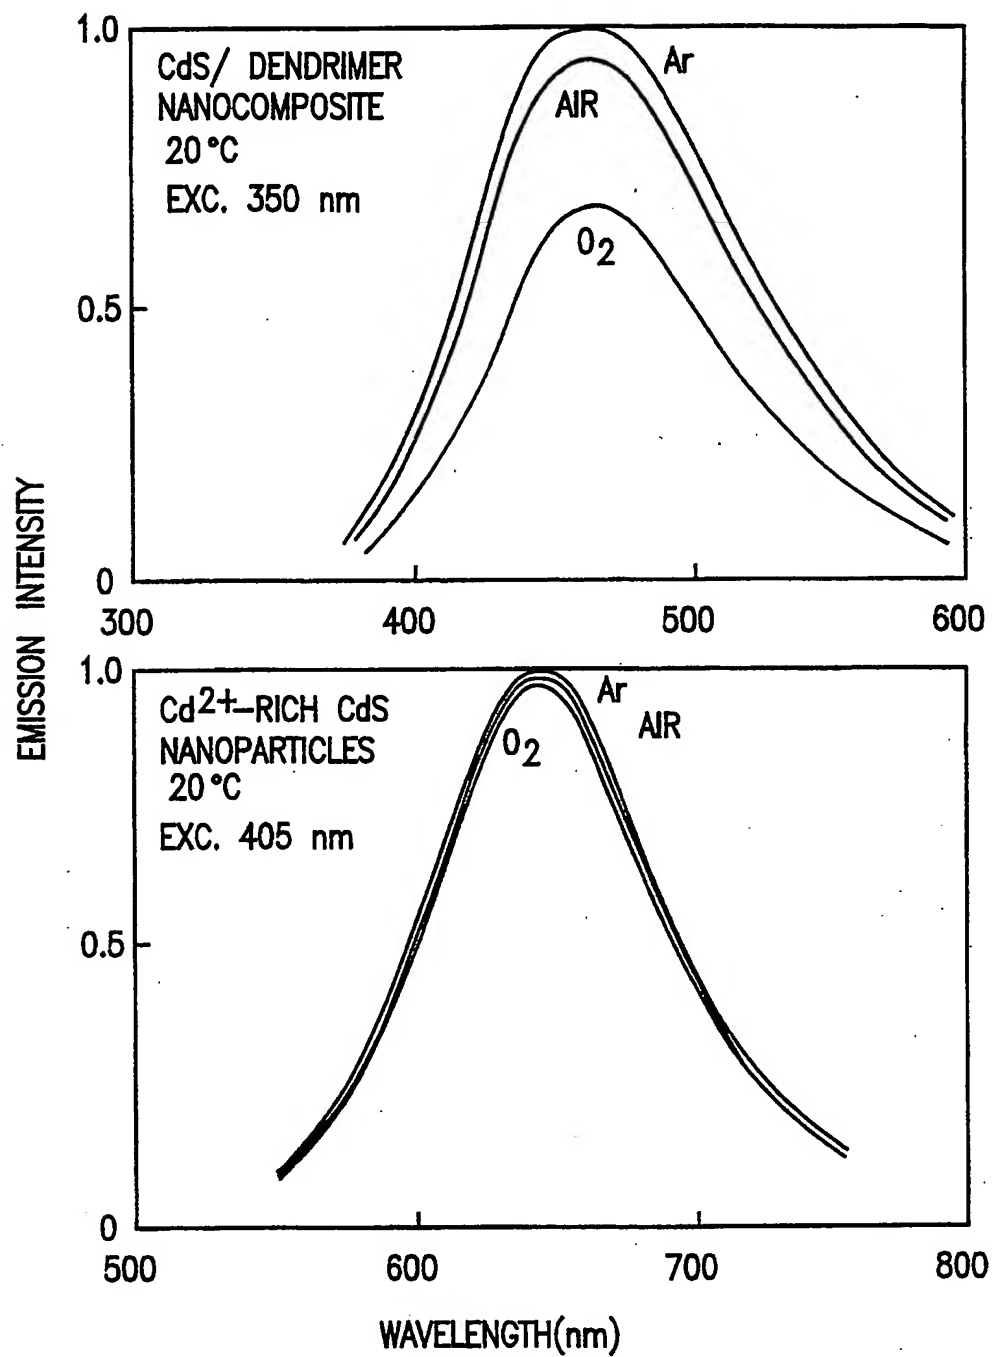 1.0
CdS/ DENDRIMER
NANOCOMPOSITE
20°C
EXC. 350 nm
Ar
AIR
O2
0.5
0
300 400 500 600
EMISSION INTENSITY
1.0
Cd2+-RICH CdS
NANOPARTICLES
20°C
EXC. 405 nm
Ar
AIR
O2
0.5
0
500 600 700 800
WAVELENGTH(nm)